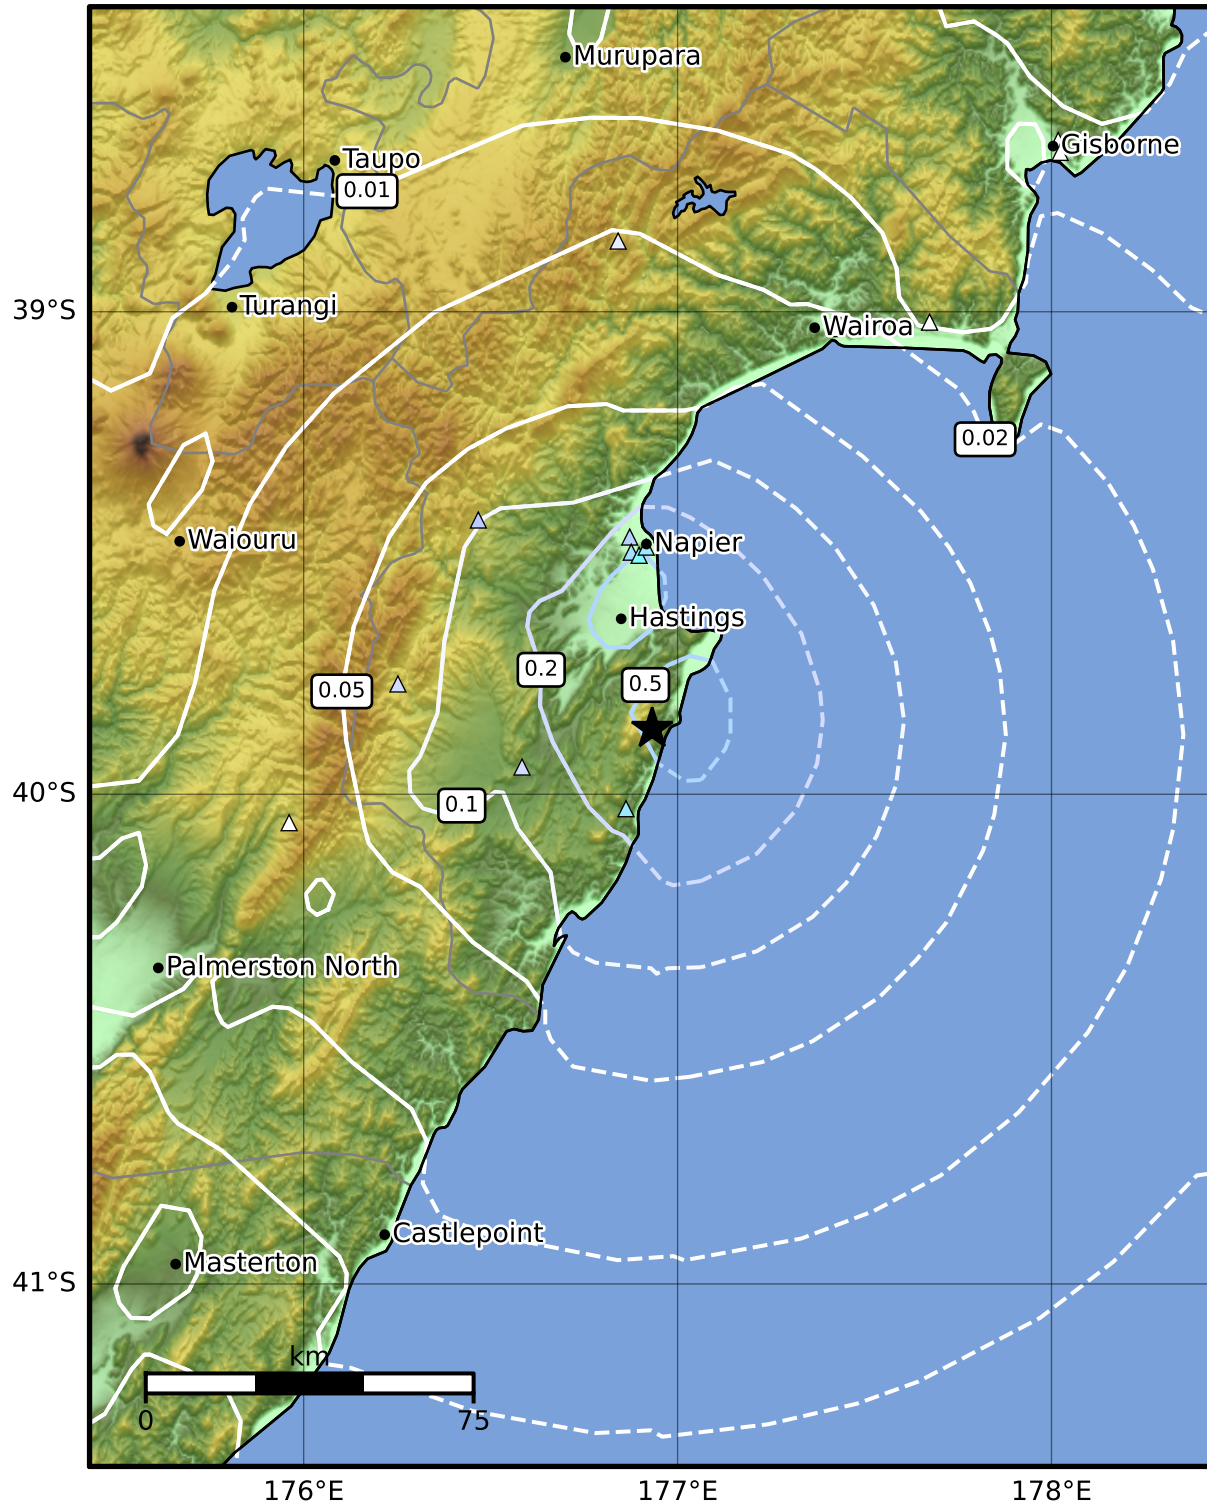 Murupara
Gisborne
Taupo
0.01
39°S
Turangi
Wairoa
0.02
Waiouru
Napier
Hastings
0.2
0.5
0.05
40°S
0.1
Palmerston North
Castlepoint
Masterton
41°S
km
0
75
176°E
177°E
178°E